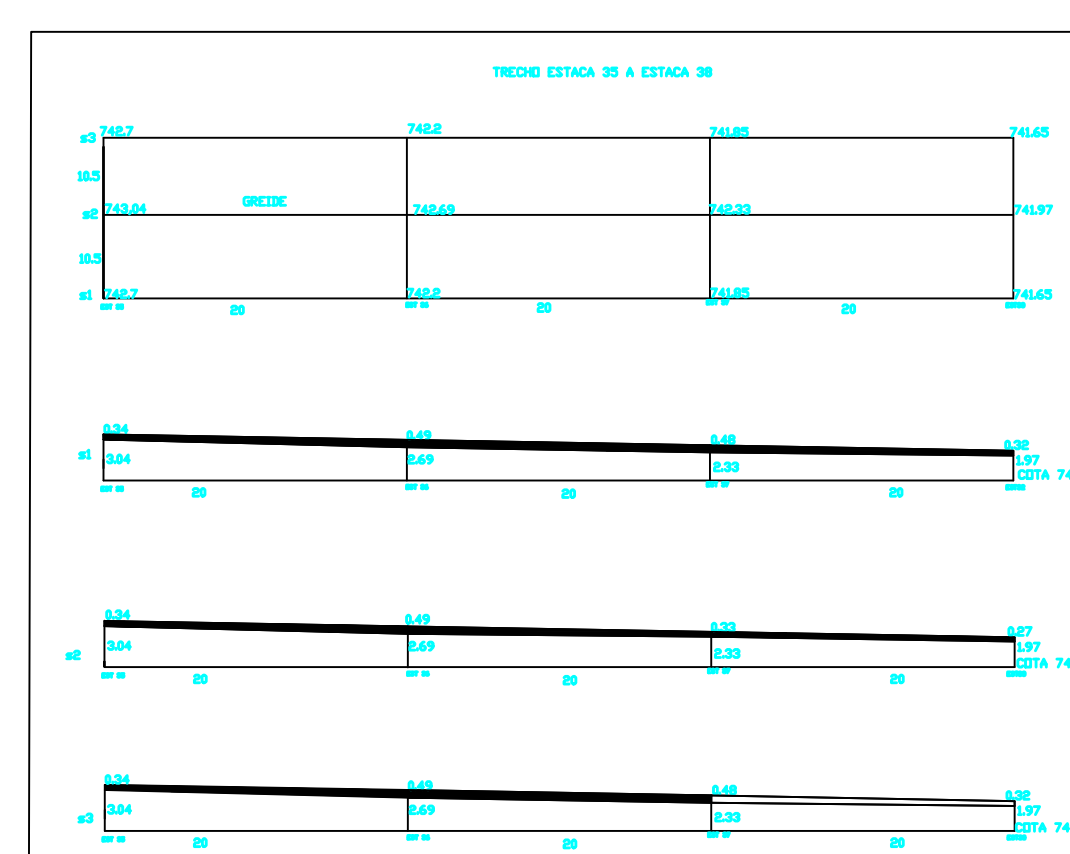 TRECHO ESTACA 35 A ESTACA 38
s3 742.7 742.2 741.85 741.65
10.5
GREIDE
s2 743.04 742.69 742.33 741.97
10.5
s1 742.7 742.2 741.85 741.65
20 20 20
0.34 0.49 0.48 0.32
s1 3.04 2.69 2.33 1.97
COTA 74
20 20 20
0.34 0.49 0.33 0.27
s2 3.04 2.69 2.33 1.97
COTA 74
20 20 20
0.34 0.49 0.48 0.32
s3 3.04 2.69 2.33 1.97
COTA 74
20 20 20